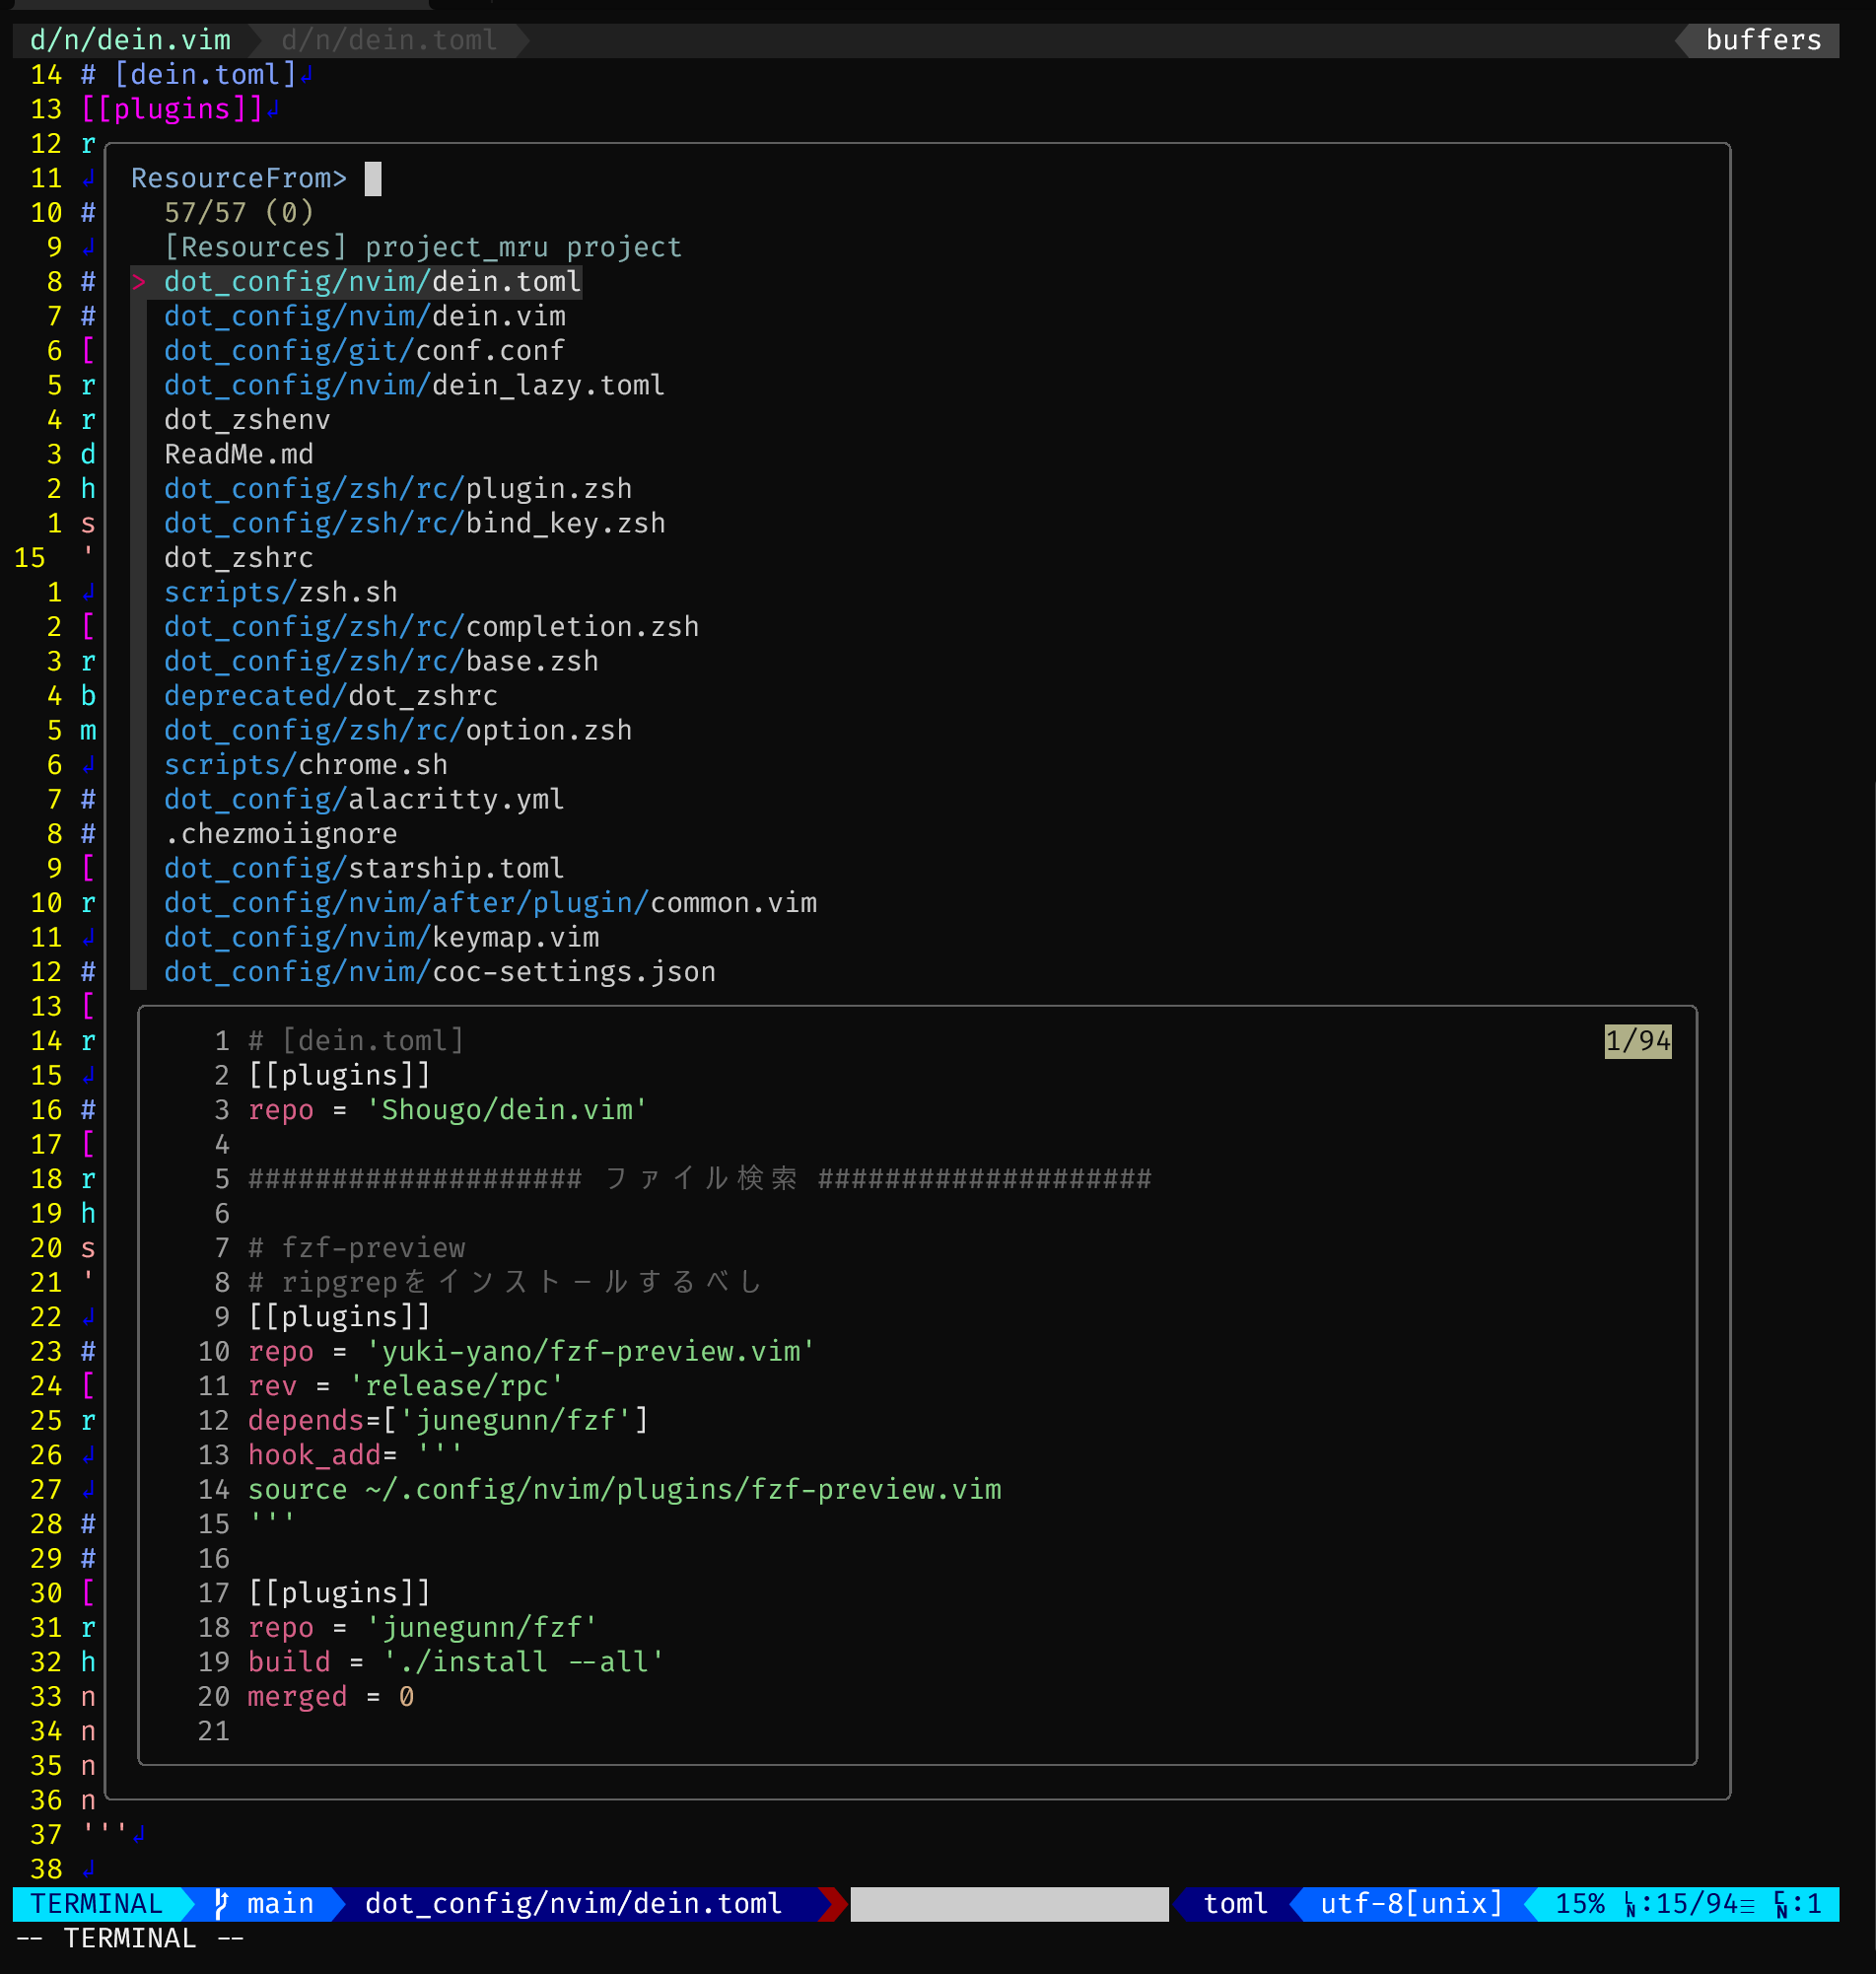 d/n/dein.vim d/n/dein.toml buffers
14 # [dein.toml]↲
13 [[plugins]]↲
12 r
11 ↲ ResourceFrom>
10 # 57/57 (0)
9 ↲ [Resources] project_mru project
8 # > dot_config/nvim/dein.toml
7 # dot_config/nvim/dein.vim
6 [ dot_config/git/conf.conf
5 r dot_config/nvim/dein_lazy.toml
4 r dot_zshenv
3 d ReadMe.md
2 h dot_config/zsh/rc/plugin.zsh
1 s dot_config/zsh/rc/bind_key.zsh
15 ' dot_zshrc
1 ↲ scripts/zsh.sh
2 [ dot_config/zsh/rc/completion.zsh
3 r dot_config/zsh/rc/base.zsh
4 b deprecated/dot_zshrc
5 m dot_config/zsh/rc/option.zsh
6 ↲ scripts/chrome.sh
7 # dot_config/alacritty.yml
8 # .chezmoiignore
9 [ dot_config/starship.toml
10 r dot_config/nvim/after/plugin/common.vim
11 ↲ dot_config/nvim/keymap.vim
12 # dot_config/nvim/coc-settings.json
13 [
14 r 1 # [dein.toml] 1/94
15 ↲ 2 [[plugins]]
16 # 3 repo = 'Shougo/dein.vim'
17 [ 4
18 r 5 #################### ファイル検索 ####################
19 h 6
20 s 7 # fzf-preview
21 ' 8 # ripgrepをインストールするべし
22 ↲ 9 [[plugins]]
23 # 10 repo = 'yuki-yano/fzf-preview.vim'
24 [ 11 rev = 'release/rpc'
25 r 12 depends=['junegunn/fzf']
26 ↲ 13 hook_add= '''
27 ↲ 14 source ~/.config/nvim/plugins/fzf-preview.vim
28 # 15 '''
29 # 16
30 [ 17 [[plugins]]
31 r 18 repo = 'junegunn/fzf'
32 h 19 build = './install --all'
33 n 20 merged = 0
34 n 21
35 n
36 n
37 '''↲
38 ↲
TERMINAL main dot_config/nvim/dein.toml toml utf-8[unix] 15% LN:15/94≡ CN:1
-- TERMINAL --